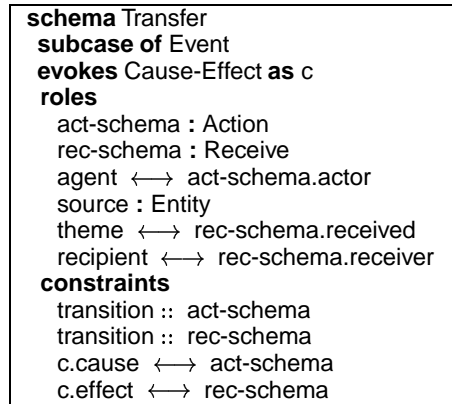 schema Transfer
subcase of Event
evokes Cause-Effect as c
roles
act-schema : Action
rec-schema : Receive
agent ⟷ act-schema.actor
source : Entity
theme ⟷ rec-schema.received
recipient ⟷ rec-schema.receiver
constraints
transition :: act-schema
transition :: rec-schema
c.cause ⟷ act-schema
c.effect ⟷ rec-schema